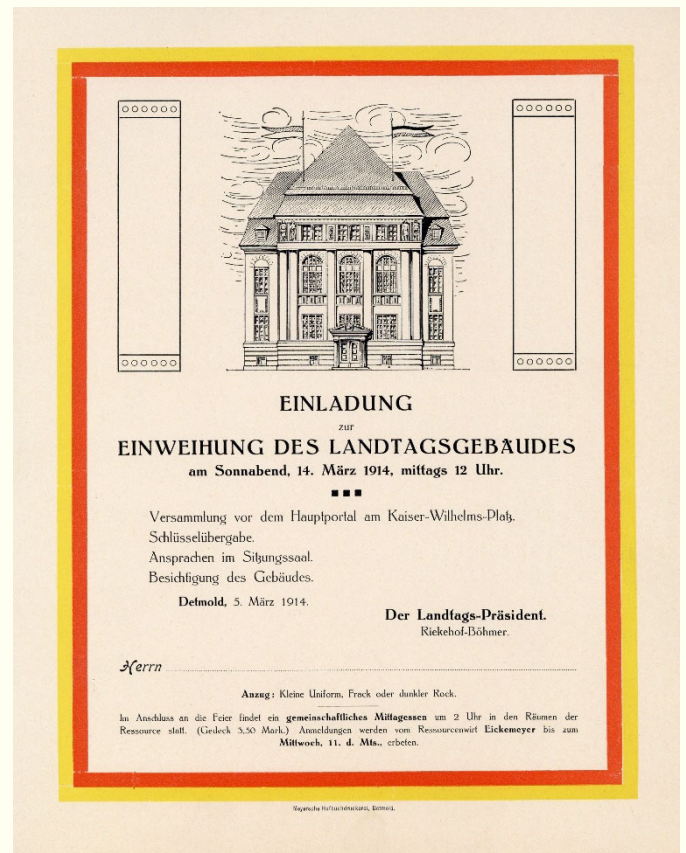 EINLADUNG
zur
EINWEIHUNG DES LANDTAGSGEBÄUDES
am Sonnabend, 14. März 1914, mittags 12 Uhr.
Versammlung vor dem Hauptportal am Kaiser-Wilhelms-Platz.
Schlüsselübergabe.
Ansprachen im Sitzungssaal.
Besichtigung des Gebäudes.
Detmold, 5. März 1914.
Der Landtags-Präsident.
Riekehof-Böhmer.
Herrn
Anzug: Kleine Uniform, Frack oder dunkler Rock.
Im Anschluss an die Feier findet ein gemeinschaftliches Mittagessen um 2 Uhr in den Räumen der
Ressource statt. (Gedeck 3,50 Mark.) Anmeldungen werden vom Ressourcenwirt Eickemeyer bis zum
Mittwoch, 11. d. Mts., erbeten.
Meyersche Hofbuchdruckerei, Detmold.